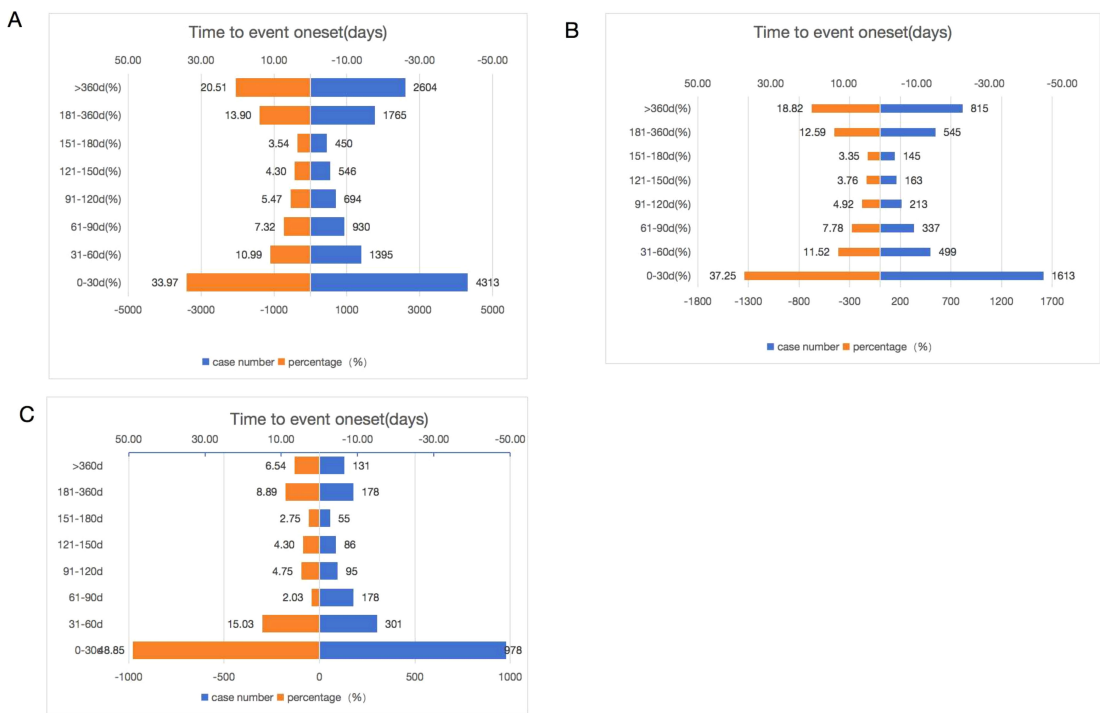 A
Time to event oneset(days)
50.00 30.00 10.00 -10.00 -30.00 -50.00
>360d(%) 20.51 2604
181-360d(%) 13.90 1765
151-180d(%) 3.54 450
121-150d(%) 4.30 546
91-120d(%) 5.47 694
61-90d(%) 7.32 930
31-60d(%) 10.99 1395
0-30d(%) 33.97 4313
-5000 -3000 -1000 1000 3000 5000
case number percentage (%)
B
Time to event oneset(days)
50.00 30.00 10.00 -10.00 -30.00 -50.00
>360d(%) 18.82 815
181-360d(%) 12.59 545
151-180d(%) 3.35 145
121-150d(%) 3.76 163
91-120d(%) 4.92 213
61-90d(%) 7.78 337
31-60d(%) 11.52 499
0-30d(%) 37.25 1613
-1800 -1300 -800 -300 200 700 1200 1700
case number percentage (%)
C
Time to event oneset(days)
50.00 30.00 10.00 -10.00 -30.00 -50.00
>360d 6.54 131
181-360d 8.89 178
151-180d 2.75 55
121-150d 4.30 86
91-120d 4.75 95
61-90d 2.03 178
31-60d 15.03 301
0-30d 48.85 978
-1000 -500 0 500 1000
case number percentage (%)